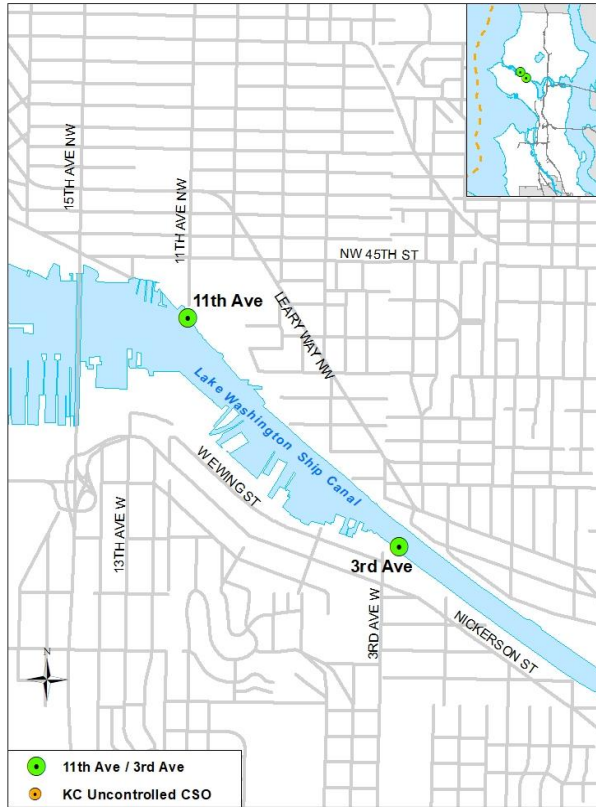 15TH AVE NW
11TH AVE NW
NW 45TH ST
11th Ave
LEARY WAY NW
Lake Washington Ship Canal
W EWING ST
13TH AVE W
3rd Ave
3RD AVE W
NICKERSON ST
N
11th Ave / 3rd Ave
KC Uncontrolled CSO